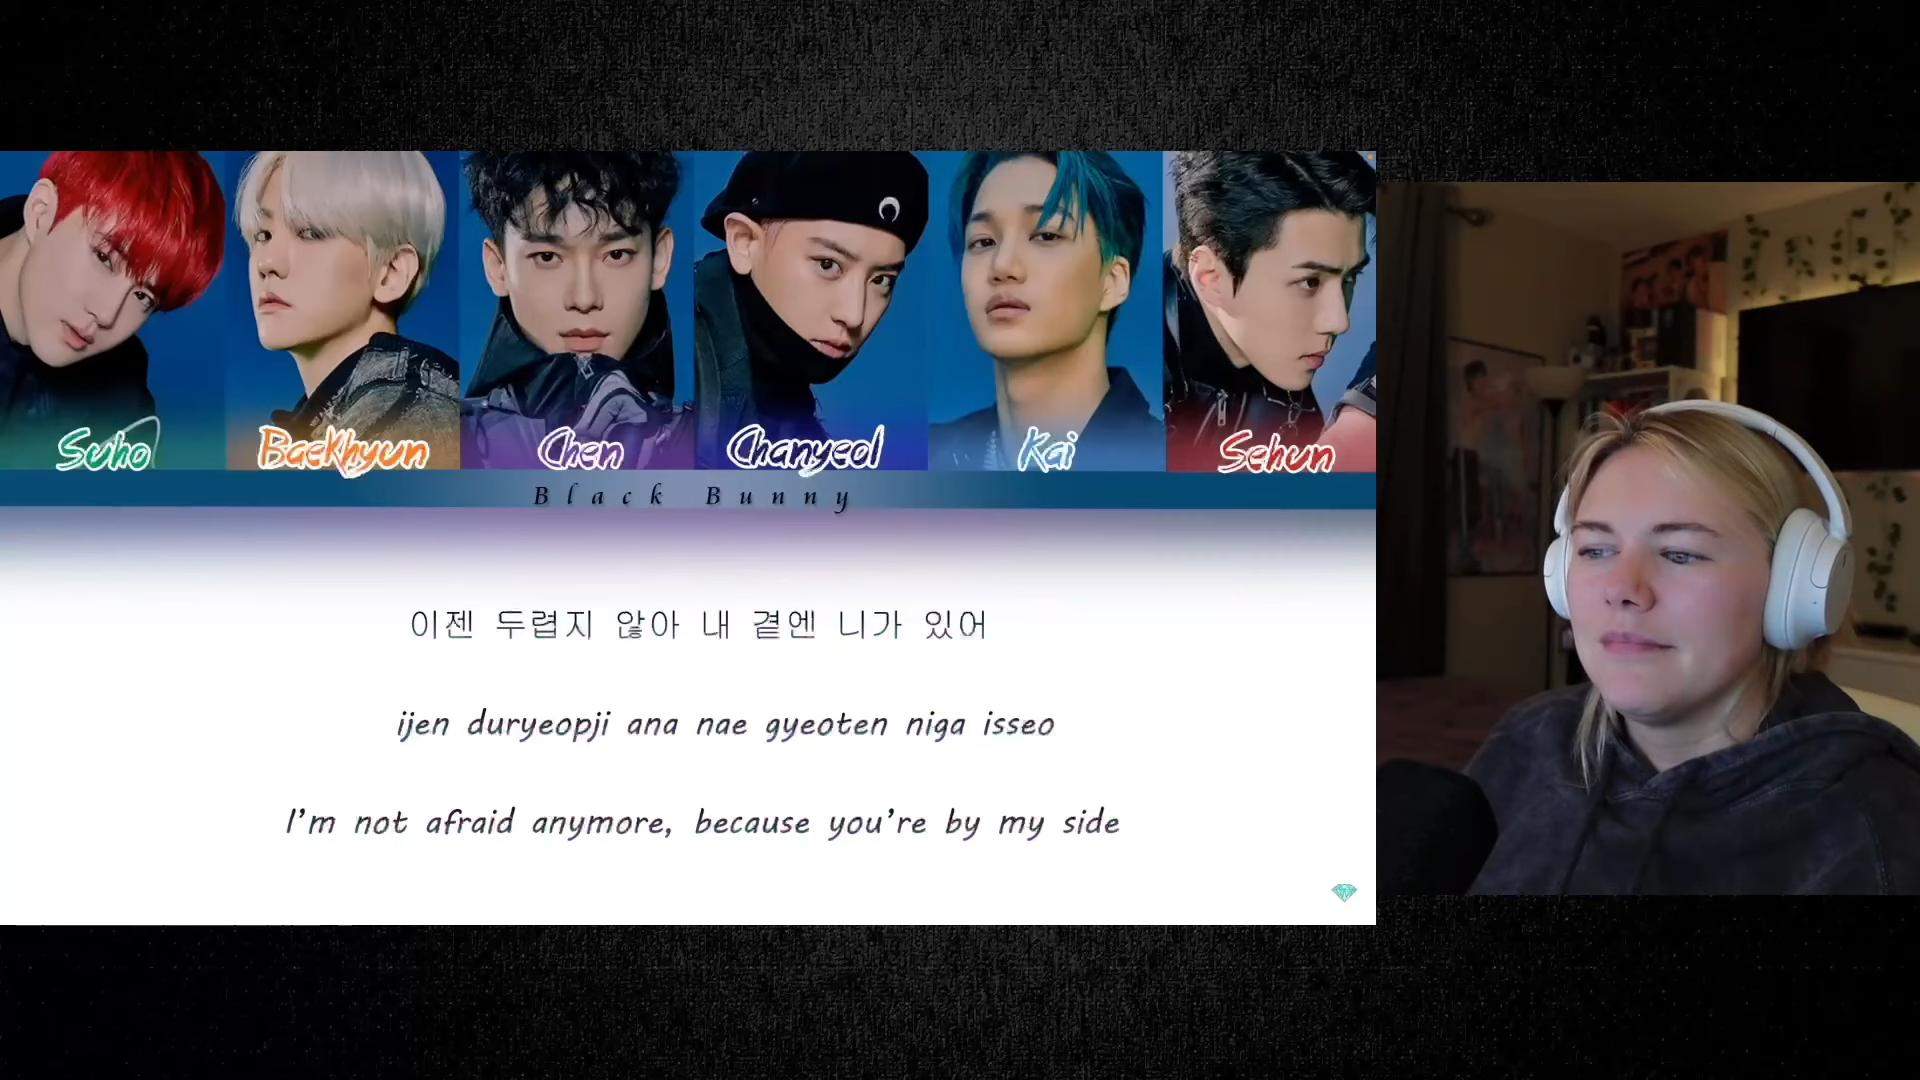 Suho BaeKhyun Chen Chanyeol Kai Sehun
Black Bunny
이젠 두렵지 않아 내 곁엔 니가 있어
ijen duryeopji ana nae gyeoten niga isseo
I'm not afraid anymore, because you're by my side